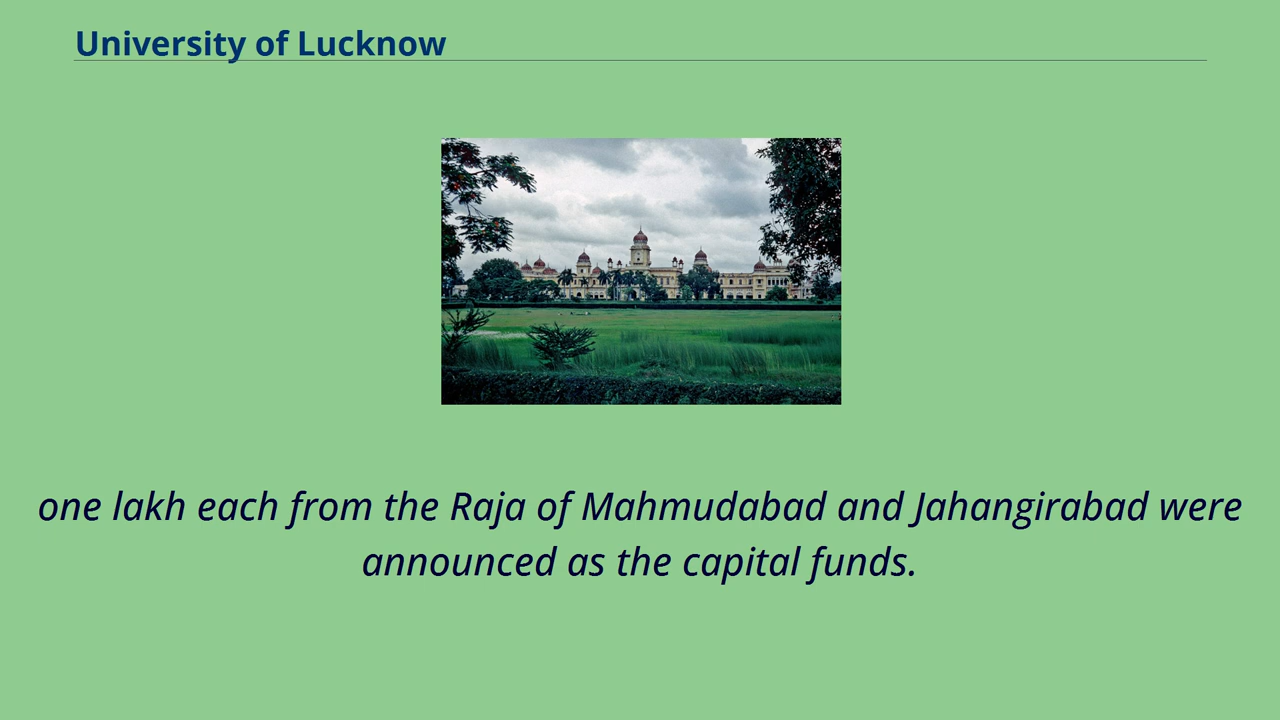 University of Lucknow
one lakh each from the Raja of Mahmudabad and Jahangirabad were
announced as the capital funds.